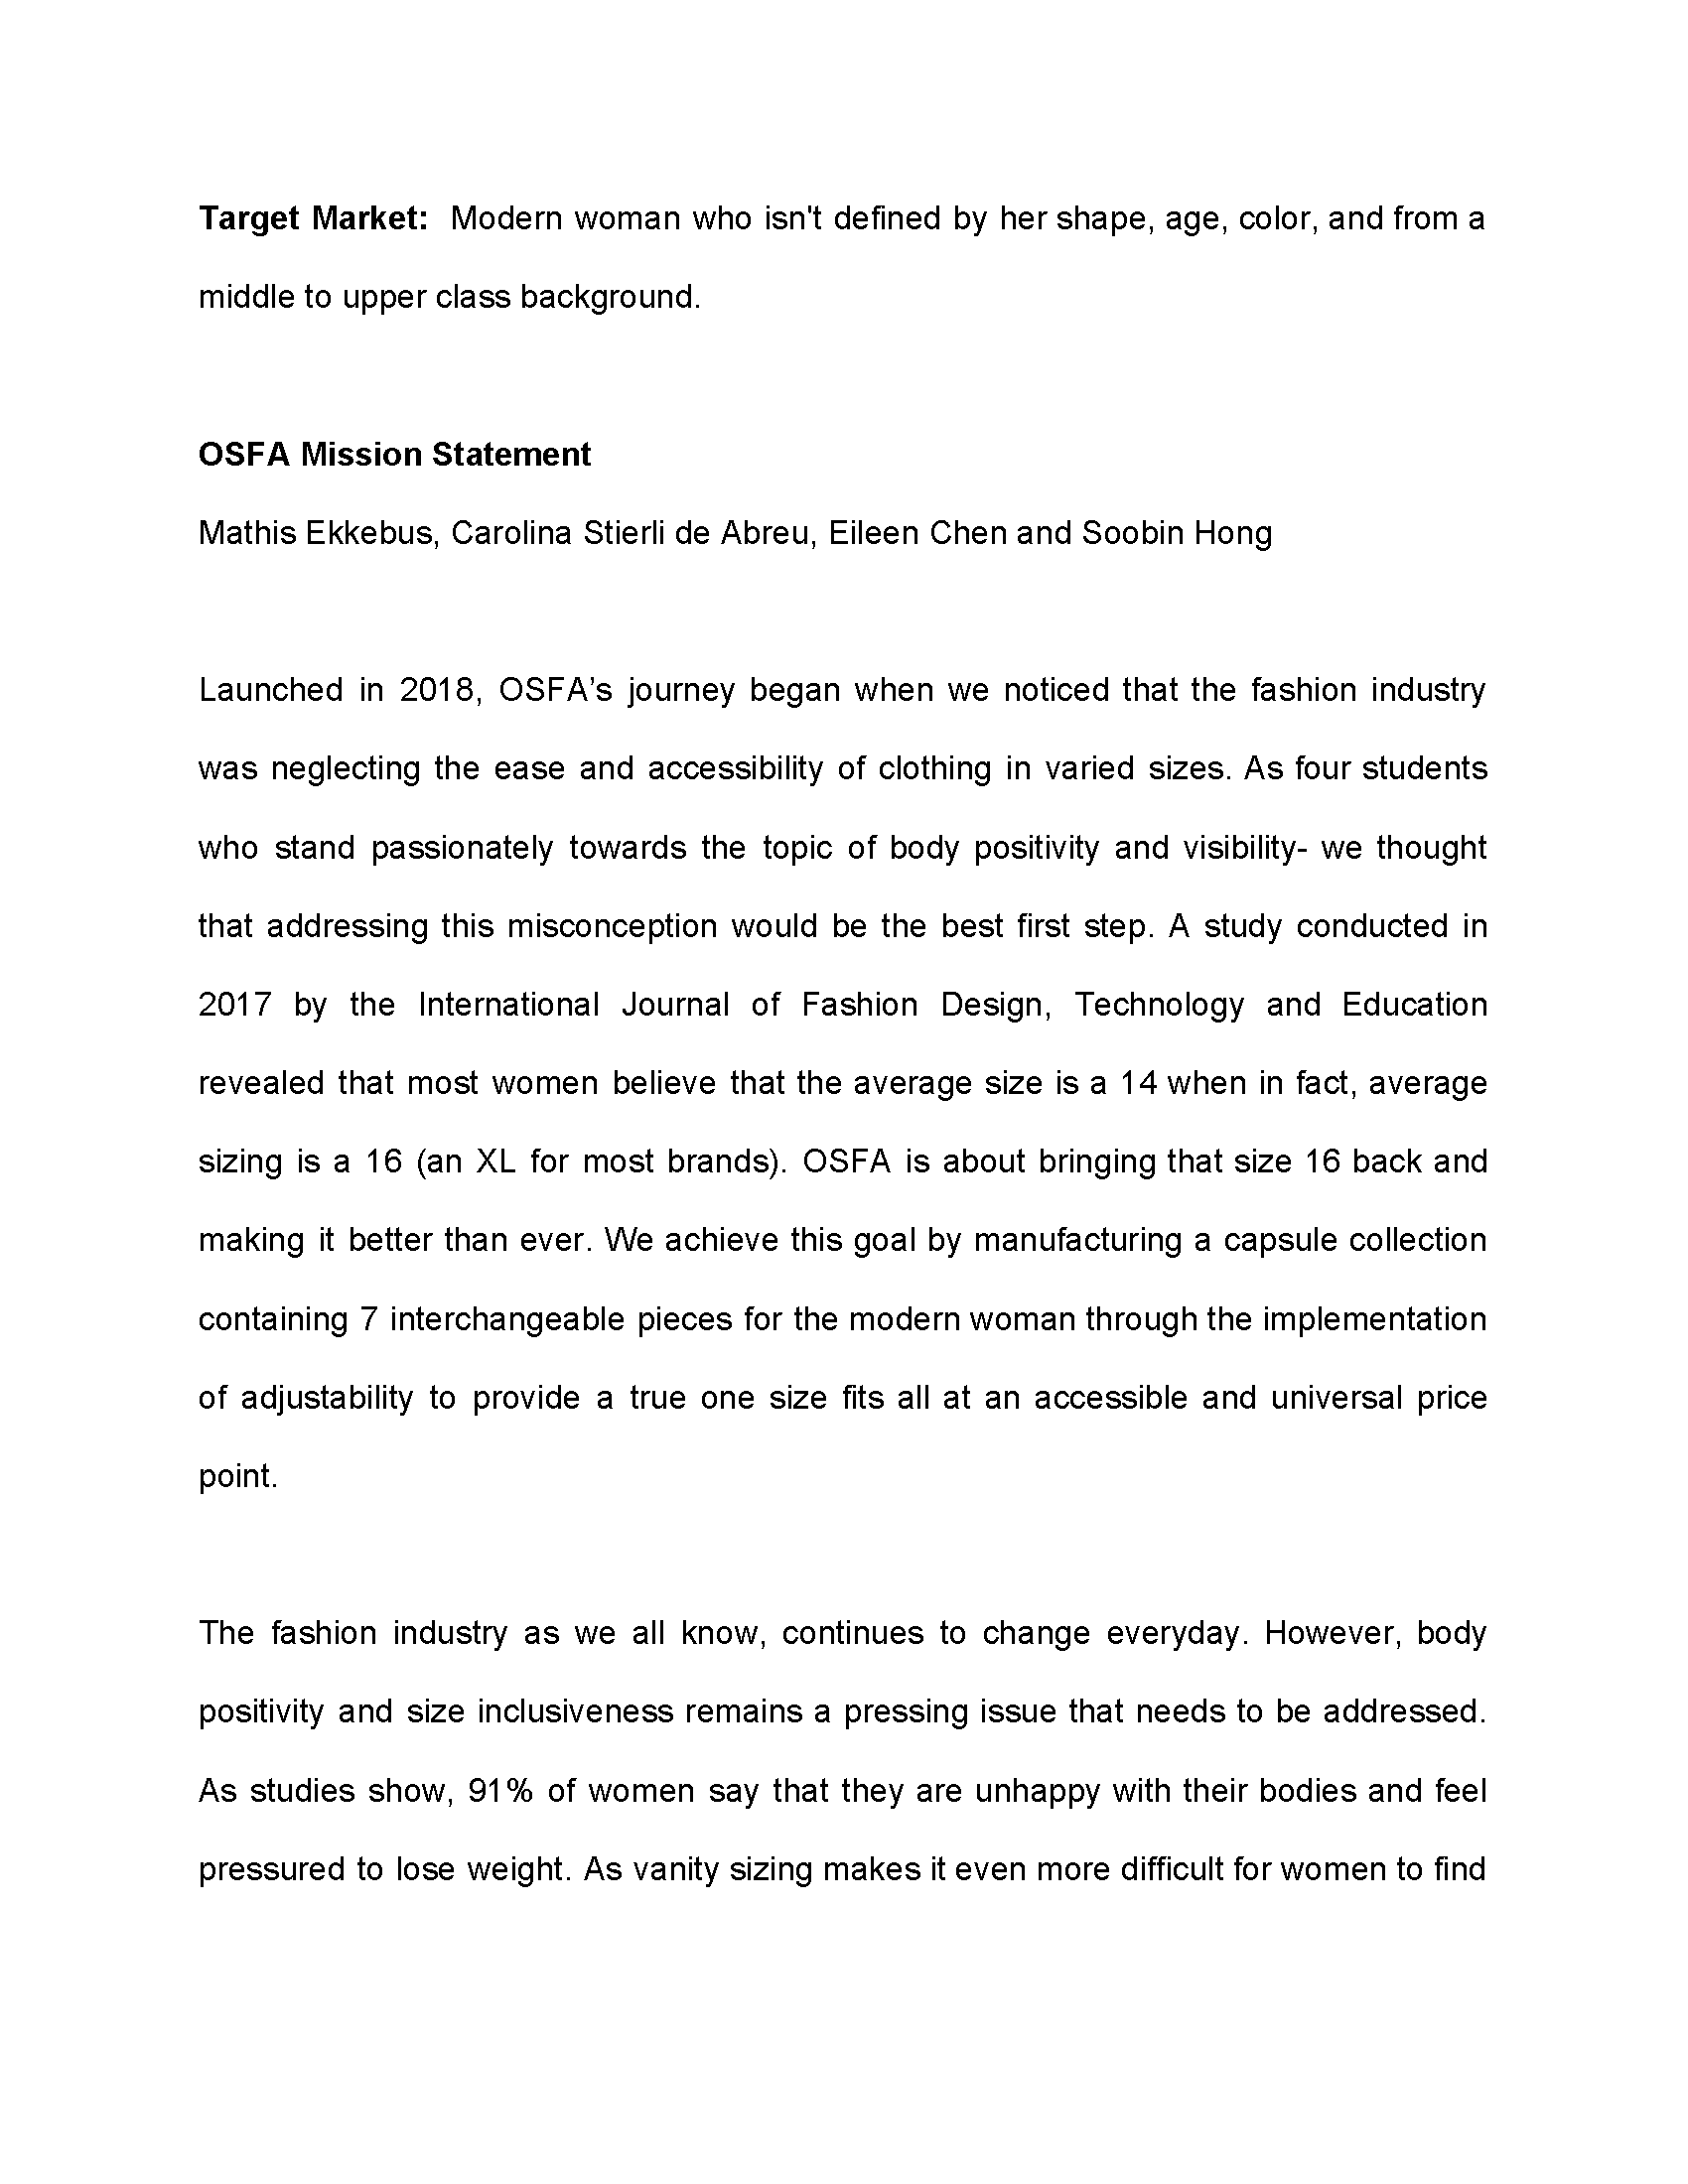 Target Market: Modern woman who isn't defined by her shape, age, color, and from a
middle to upper class background.
OSFA Mission Statement
Mathis Ekkebus, Carolina Stierli de Abreu, Eileen Chen and Soobin Hong
Launched in 2018, OSFA’s journey began when we noticed that the fashion industry
was neglecting the ease and accessibility of clothing in varied sizes. As four students
who stand passionately towards the topic of body positivity and visibility- we thought
that addressing this misconception would be the best first step. A study conducted in
2017 by the International Journal of Fashion Design, Technology and Education
revealed that most women believe that the average size is a 14 when in fact, average
sizing is a 16 (an XL for most brands). OSFA is about bringing that size 16 back and
making it better than ever. We achieve this goal by manufacturing a capsule collection
containing 7 interchangeable pieces for the modern woman through the implementation
of adjustability to provide a true one size fits all at an accessible and universal price
point.
The fashion industry as we all know, continues to change everyday. However, body
positivity and size inclusiveness remains a pressing issue that needs to be addressed.
As studies show, 91% of women say that they are unhappy with their bodies and feel
pressured to lose weight. As vanity sizing makes it even more difficult for women to find